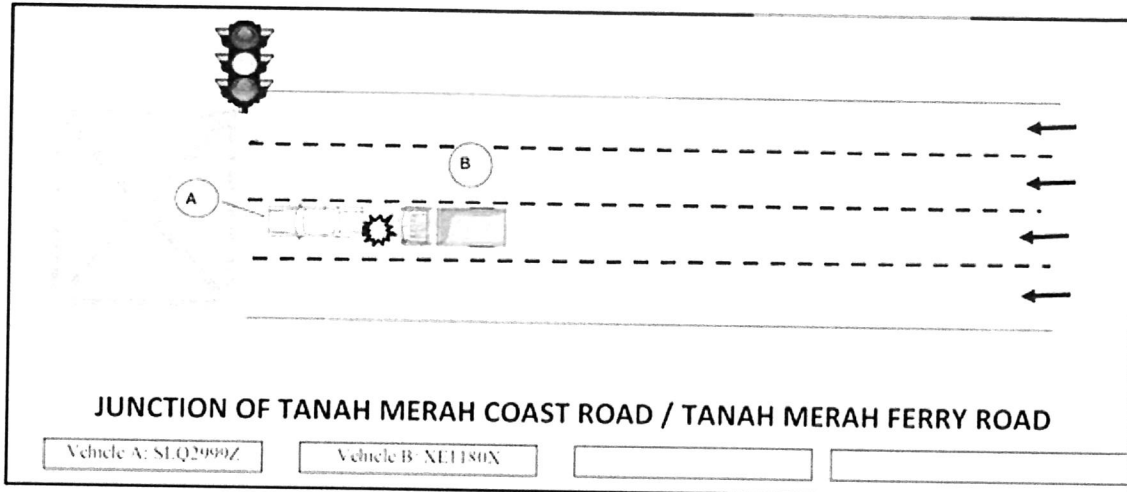 B
A
JUNCTION OF TANAH MERAH COAST ROAD / TANAH MERAH FERRY ROAD
Vehicle A: SLQ2999Z
Vehicle B: XE1180X